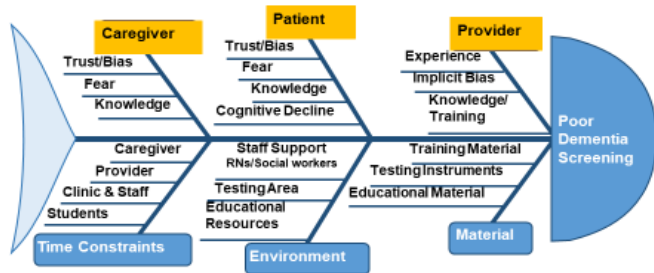 Caregiver
Trust/Bias
Fear
Knowledge
Patient
Trust/Bias
Fear
Knowledge
Cognitive Decline
Provider
Experience
Implicit Bias
Knowledge/
Training
Poor
Dementia
Screening
Caregiver
Provider
Clinic & Staff
Students
Time Constraints
Staff Support
RNs/Social workers
Testing Area
Educational
Resources
Environment
Training Material
Testing Instruments
Educational Material
Material